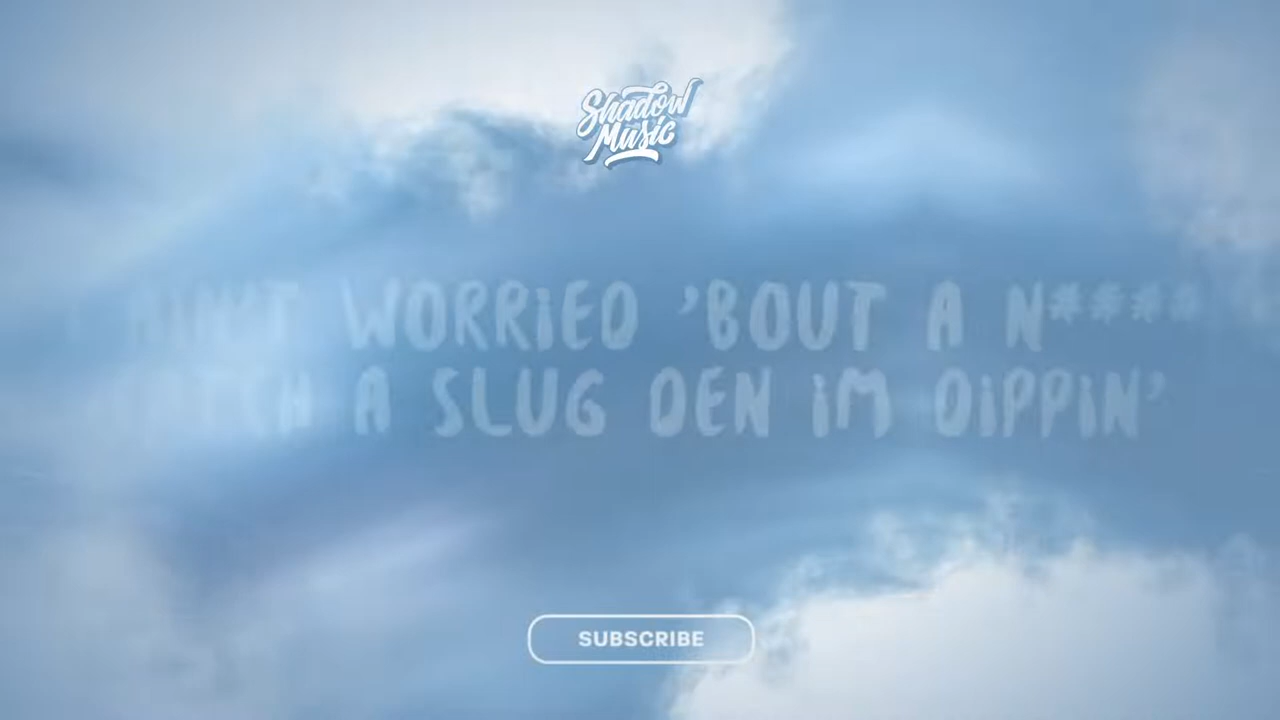 Shadow
Music
WORRiED 'BOUT A N****
A SLUG DEN iM DiPPiN'
SUBSCRIBE